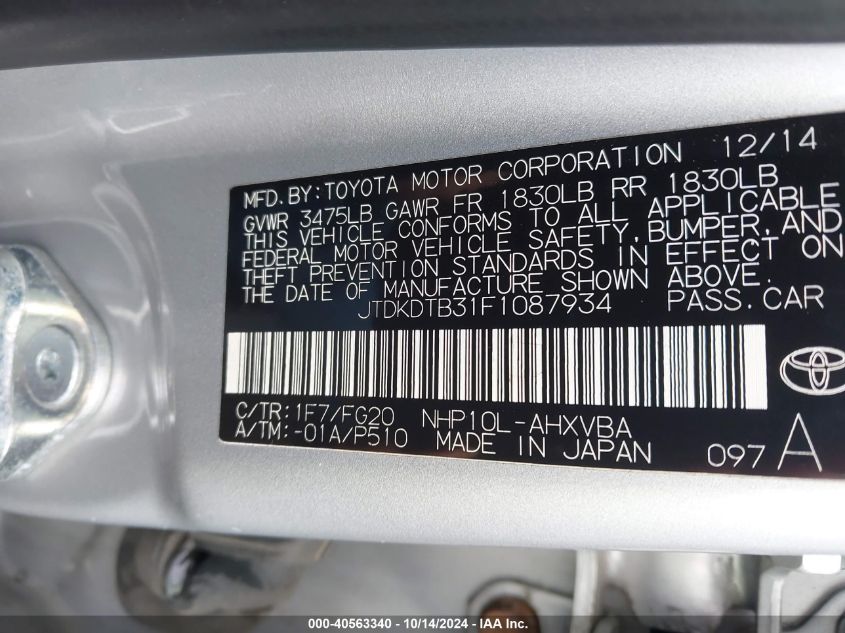 MFD.BY:TOYOTA MOTOR CORPORATION 12/14
GVWR 3475LB GAWR FR 1830LB RR 1830LB
THIS VEHICLE CONFORMS TO ALL APPLICABLE
FEDERAL MOTOR VEHICLE SAFETY,BUMPER,AND
THEFT PREVENTION STANDARDS IN EFFECT ON
THE DATE OF MANUFACTURE SHOWN ABOVE.
JTDKDTB31F1087934 PASS.CAR
C/TR:1F7/FG20 NHP10L-AHXVBA
A/TM:-01A/P510 MADE IN JAPAN 097 A
000-40563340 - 10/14/2024 - IAA Inc.